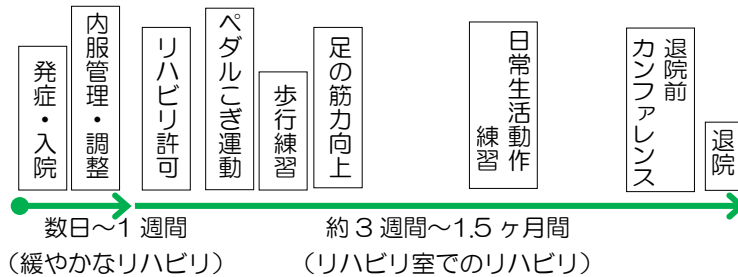 発症・入院
内服管理・調整
リハビリ許可
ペダルこぎ運動
歩行練習
足の筋力向上
日常生活動作
練習
退院前
カンファレンス
退院
数日～1 週間
（緩やかなリハビリ）
約 3 週間～1.5 ヶ月間
（リハビリ室でのリハビリ）